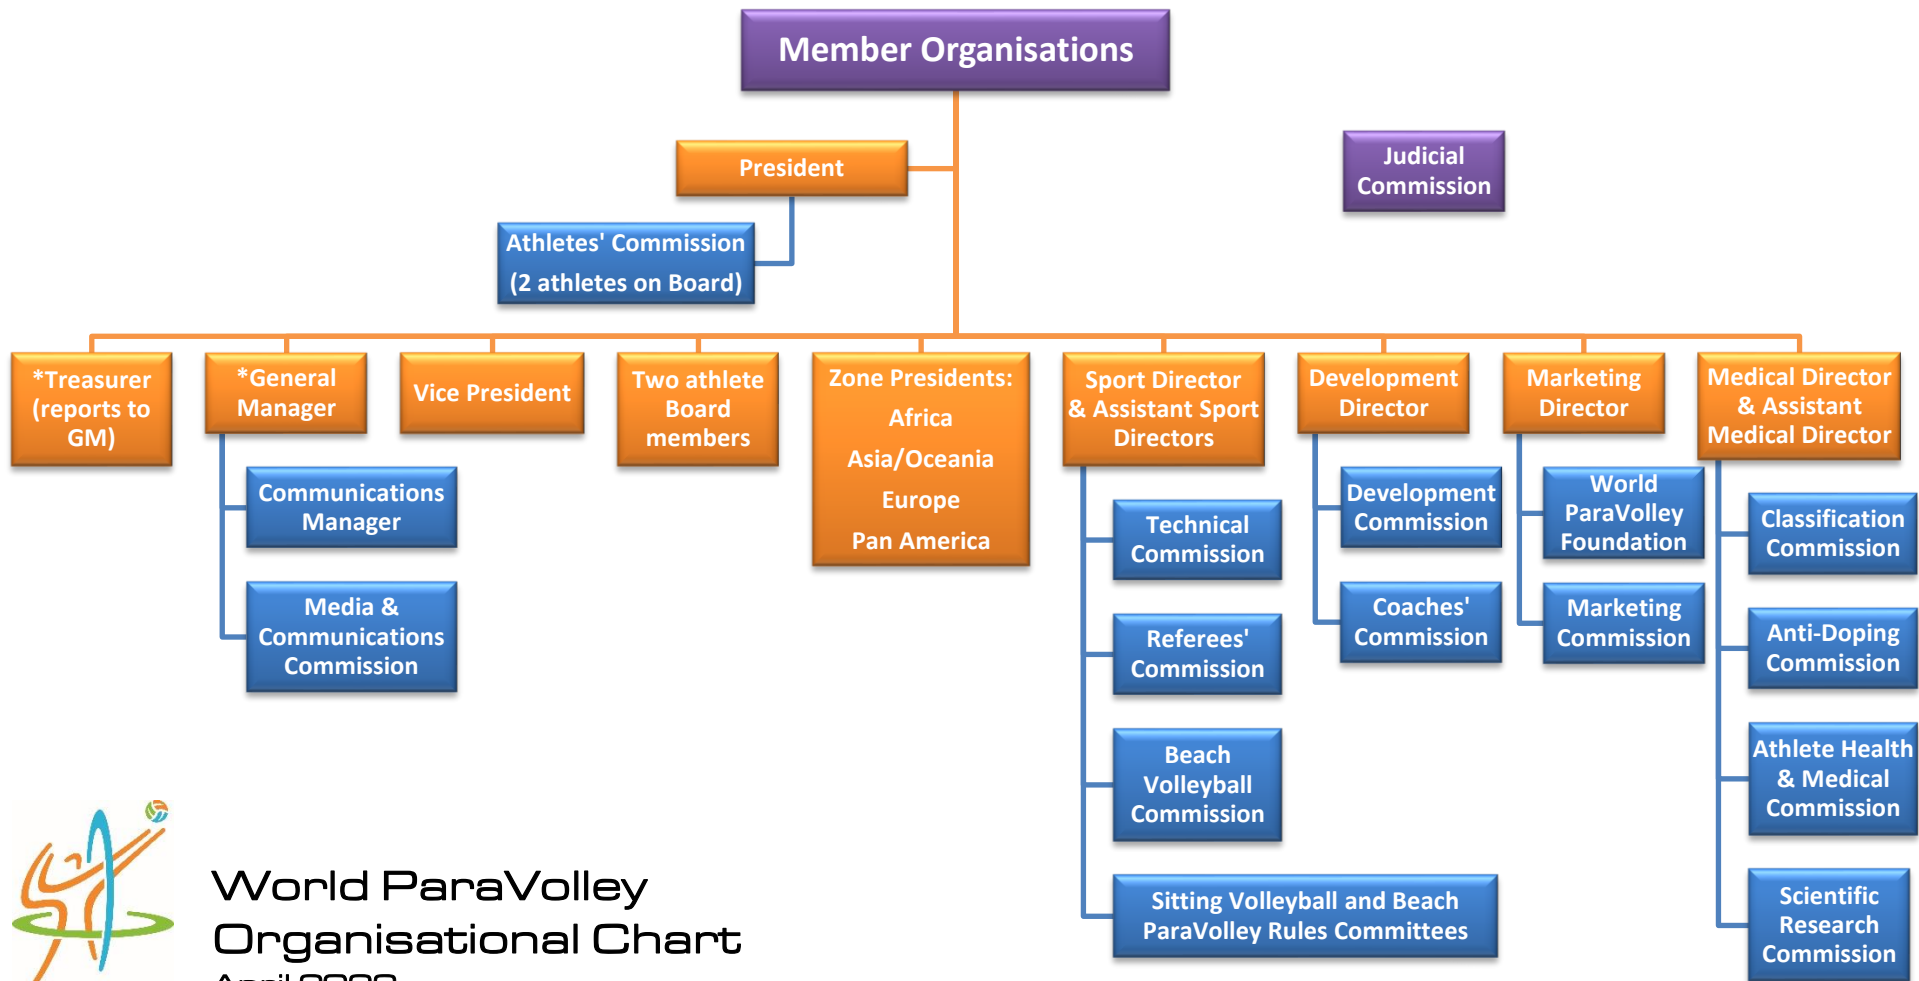 Member Organisations
President
Judicial
Commission
Athletes' Commission
(2 athletes on Board)
*Treasurer
(reports to
GM)
*General
Manager
Vice President
Two athlete
Board
members
Zone Presidents:
Africa
Asia/Oceania
Europe
Pan America
Sport Director
& Assistant Sport
Directors
Development
Director
Marketing
Director
Medical Director
& Assistant
Medical Director
Communications
Manager
Media &
Communications
Commission
Technical
Commission
Referees'
Commission
Beach
Volleyball
Commission
Sitting Volleyball and Beach
ParaVolley Rules Committees
Development
Commission
Coaches'
Commission
World
ParaVolley
Foundation
Marketing
Commission
Classification
Commission
Anti-Doping
Commission
Athlete Health
& Medical
Commission
Scientific
Research
Commission
World ParaVolley
Organisational Chart
April